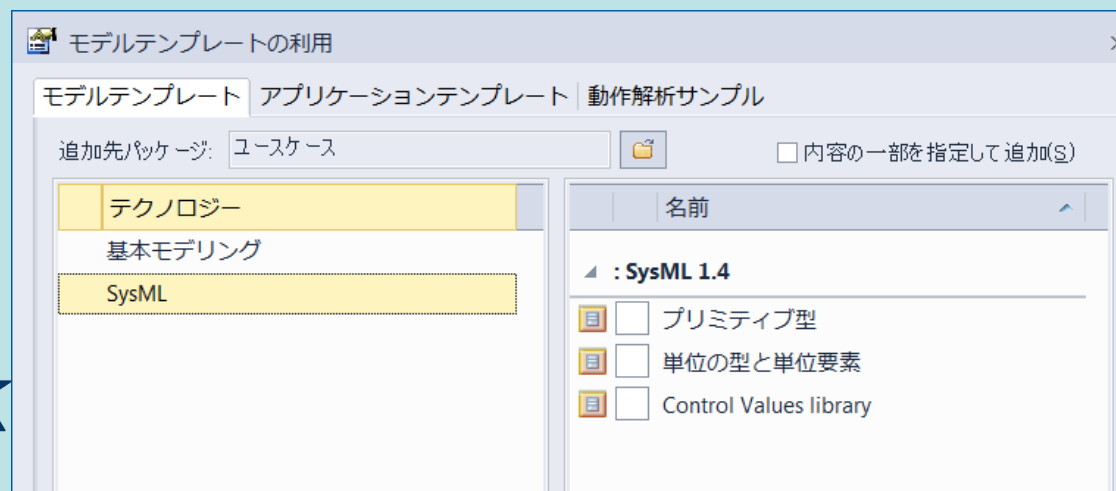 モデルテンプレートの利用
モデルテンプレート アプリケーションテンプレート 動作解析サンプル
追加先パッケージ: ユースケース 内容の一部を指定して追加(S)
テクノロジー
基本モデリング
SysML
名前
: SysML 1.4
プリミティブ型
単位の型と単位要素
Control Values library